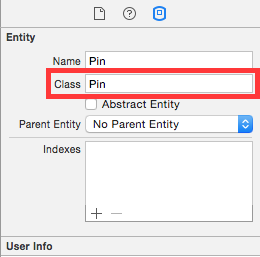 Entity
Name Pin
Class Pin
Abstract Entity
Parent Entity No Parent Entity
Indexes
User Info